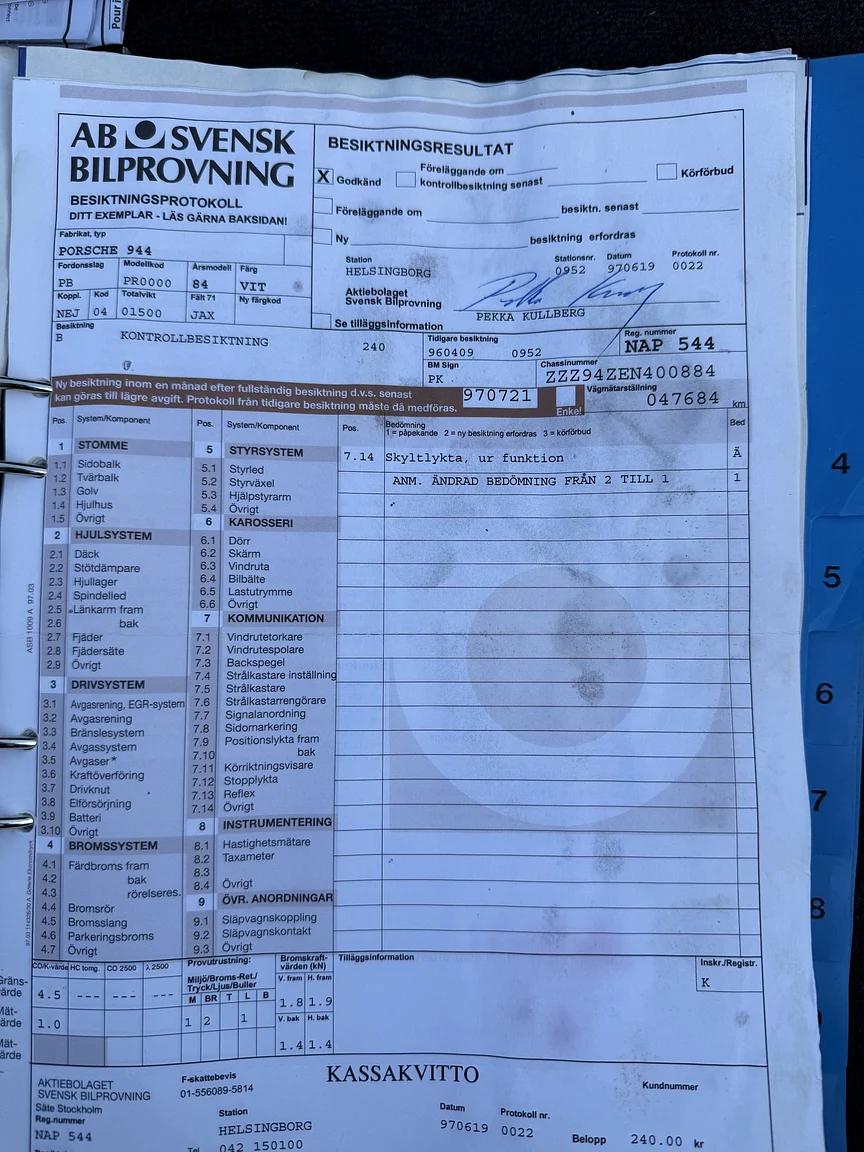 Pour i
AB SVENSK
BILPROVNING
BESIKTNINGSPROTOKOLL
DITT EXEMPLAR - LÄS GÄRNA BAKSIDAN!
BESIKTNINGSRESULTAT
X Godkänd
Föreläggande om
kontrollbesiktning senast
Körförbud
Föreläggande om besiktn. senast
Ny besiktning erfordras
Fabrikat, typ
PORSCHE 944
Fordonsslag Modellkod Årsmodell Färg
PB PR0000 84 VIT
Koppl. Kod Totalvikt Fält 71 Ny färgkod
NEJ 04 01500 JAX
Station Stationsnr. Datum Protokoll nr.
HELSINGBORG 0952 970619 0022
Aktiebolaget
Svensk Bilprovning
PEKKA KULLBERG
Se tilläggsinformation
Besiktning
B KONTROLLBESIKTNING 240
Tidigare besiktning
960409 0952
Reg. nummer
NAP 544
BM Sign
PK
Chassinummer
ZZZ94ZEN400884
Ny besiktning inom en månad efter fullständig besiktning d.v.s. senast
kan göras till lägre avgift. Protokoll från tidigare besiktning måste då medföras.
970721
Enkel
Vägmätarställning
047684 km
Pos. System/Komponent Pos. System/Komponent Pos. Bedömning Bed
1 = påpekande 2 = ny besiktning erfordras 3 = körförbud
7.14 Skyltlykta, ur funktion Ä
ANM. ÄNDRAD BEDÖMNING FRÅN 2 TILL 1 1
1 STOMME
1.1 Sidobalk
1.2 Tvärbalk
1.3 Golv
1.4 Hjulhus
1.5 Övrigt
2 HJULSYSTEM
2.1 Däck
2.2 Stötdämpare
2.3 Hjullager
2.4 Spindelled
2.5 Länkarm fram
2.6 bak
2.7 Fjäder
2.8 Fjädersäte
2.9 Övrigt
3 DRIVSYSTEM
3.1 Avgasrening, EGR-system
3.2 Avgasrening
3.3 Bränslesystem
3.4 Avgassystem
3.5 Avgaser*
3.6 Kraftöverföring
3.7 Drivknut
3.8 Elförsörjning
3.9 Batteri
3.10 Övrigt
4 BROMSSYSTEM
4.1 Färdbroms fram
4.2 bak
4.3 rörelseres.
4.4 Bromsrör
4.5 Bromsslang
4.6 Parkeringsbroms
4.7 Övrigt
5 STYRSYSTEM
5.1 Styrled
5.2 Styrväxel
5.3 Hjälpstyrarm
5.4 Övrigt
6 KAROSSERI
6.1 Dörr
6.2 Skärm
6.3 Vindruta
6.4 Bilbälte
6.5 Lastutrymme
6.6 Övrigt
7 KOMMUNIKATION
7.1 Vindrutetorkare
7.2 Vindrutespolare
7.3 Backspegel
7.4 Strålkastare inställning
7.5 Strålkastare
7.6 Strålkastarrengörare
7.7 Signalanordning
7.8 Sidomarkering
7.9 Positionslykta fram
7.10 bak
7.11 Körriktningsvisare
7.12 Stopplykta
7.13 Reflex
7.14 Övrigt
8 INSTRUMENTERING
8.1 Hastighetsmätare
8.2 Taxameter
8.3
8.4 Övrigt
9 ÖVR. ANORDNINGAR
9.1 Släpvagnskoppling
9.2 Släpvagnskontakt
9.3 Övrigt
ASB 1009 A 97.03
CO/K-värde HC tomg. CO 2500 λ 2500
4.5 --- --- ---
1.0
Gräns-
värde
Mät-
värde
Mät-
värde
Provutrustning:
Miljö/Broms-Ret./
Tryck/Ljus/Buller
M BR T L B
1 2 1
Bromskraft-
värden (kN)
V. fram H. fram
1.8 1.9
V. bak H. bak
1.4 1.4
Tilläggsinformation
Inskr./Registr.
K
KASSAKVITTO
AKTIEBOLAGET
SVENSK BILPROVNING
Säte Stockholm
Reg.nummer
NAP 544
F-skattebevis
01-556089-5814
Station
HELSINGBORG
Tel 042 150100
Datum Protokoll nr.
970619 0022
Kundnummer
Belopp 240.00 kr
4
5
6
7
8